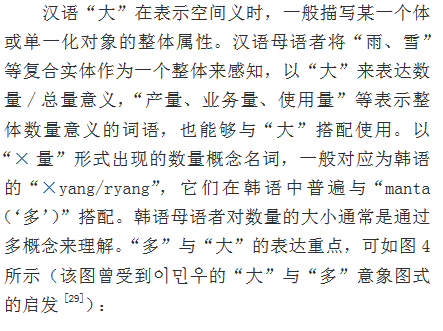 汉语“大”在表示空间义时，一般描写某一个体
或单一化对象的整体属性。汉语母语者将“雨、雪”
等复合实体作为一个整体来感知，以“大”来表达数
量/总量意义，“产量、业务量、使用量”等表示整
体数量意义的词语，也能够与“大”搭配使用。以
“×量”形式出现的数量概念名词，一般对应为韩语
的“×yang/ryang”，它们在韩语中普遍与“manta
（‘多’）”搭配。韩语母语者对数量的大小通常是通过
多概念来理解。“多”与“大”的表达重点，可如图 4
所示（该图曾受到이민우的“大”与“多”意象图式
的启发[29]）：